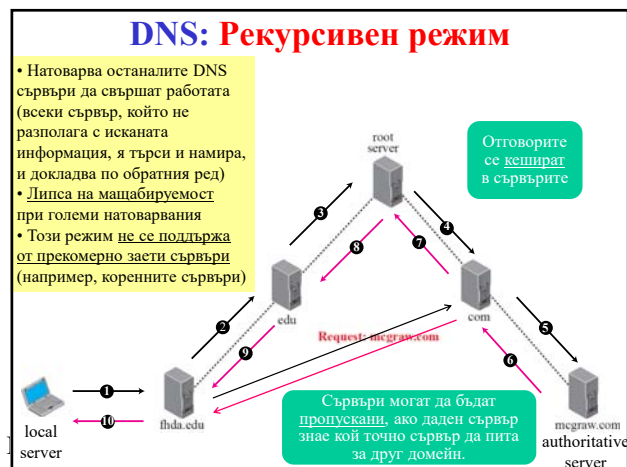 DNS: Рекурсивен режим
• Натоварва останалите DNS
сървъри да свършат работата
(всеки сървър, който не
разполага с исканата
информация, я търси и намира,
и докладва по обратния ред)
• Липса на мащабируемост
при големи натоварвания
• Този режим не се поддържа
от прекомерно заети сървъри
(например, коренните сървъри)
root
server
Отговорите
се кешират
в сървърите
3
4
8
7
edu
com
2
9
Request: mcgraw.com
5
6
1
10
local
server
fhda.edu
Сървъри могат да бъдат
пропускани, ако даден сървър
знае кой точно сървър да пита
за друг домейн.
mcgraw.com
authoritative
server